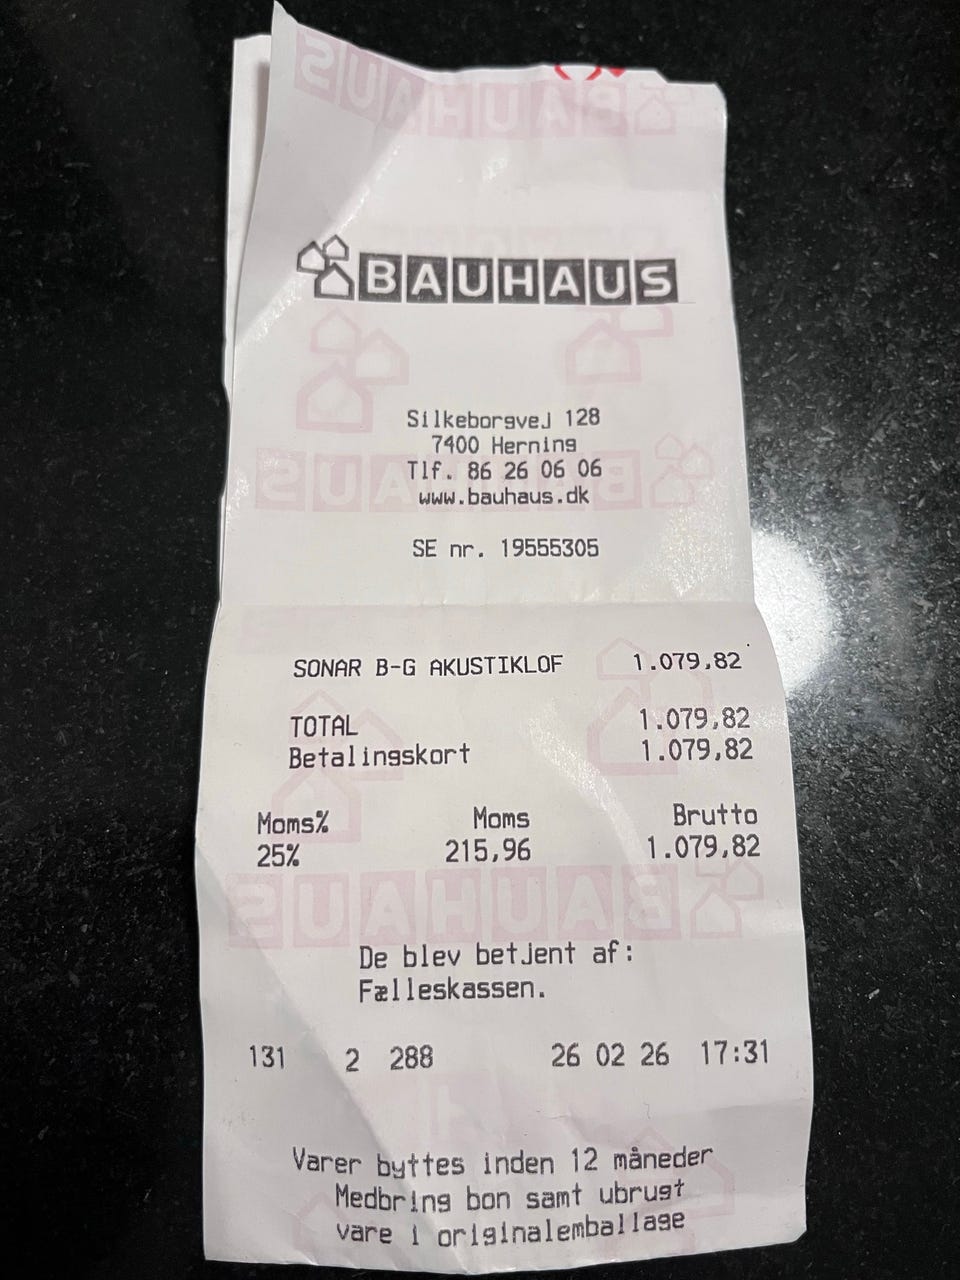 BAUHAUS
Silkeborgvej 128
7400 Herning
Tlf. 86 26 06 06
www.bauhaus.dk
SE nr. 19555305
SONAR B-G AKUSTIKLOF 1.079,82
TOTAL 1.079,82
Betalingskort 1.079,82
Moms% Moms Brutto
25% 215,96 1.079,82
De blev betjent af:
Fælleskassen.
131 2 288 26 02 26 17:31
Varer byttes inden 12 måneder
Medbring bon samt ubrugt
vare i originalemballage